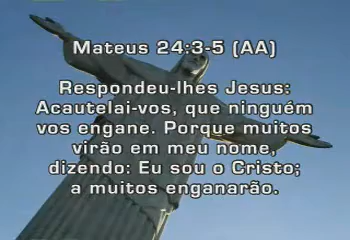 Mateus 24:3-5 (AA)
Respondeu-lhes Jesus:
Acautelai-vos, que ninguém
vos engane. Porque muitos
virão em meu nome,
dizendo: Eu sou o Cristo;
a muitos enganarão.